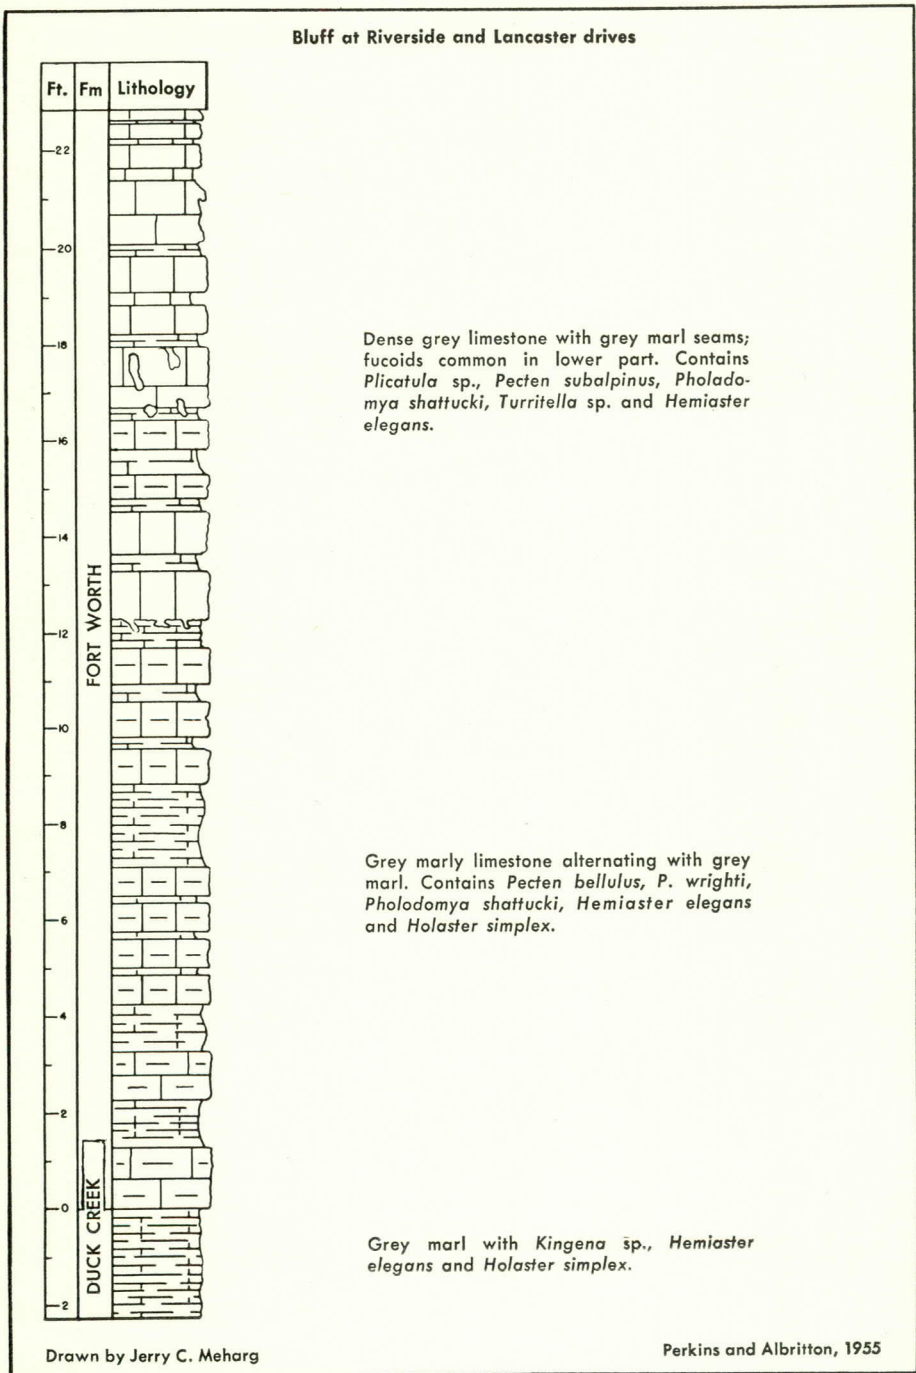 Bluff at Riverside and Lancaster drives
Ft. Fm Lithology
22
20
18
16
14
12
10
8
6
4
2
0
2
FORT WORTH
DUCK CREEK
Dense grey limestone with grey marl seams;
fucoids common in lower part. Contains
Plicatula sp., Pecten subalpinus, Pholado-
mya shattucki, Turritella sp. and Hemiaster
elegans.
Grey marly limestone alternating with grey
marl. Contains Pecten bellulus, P. wrighti,
Pholodomya shattucki, Hemiaster elegans
and Holaster simplex.
Grey marl with Kingena sp., Hemiaster
elegans and Holaster simplex.
Drawn by Jerry C. Meharg
Perkins and Albritton, 1955